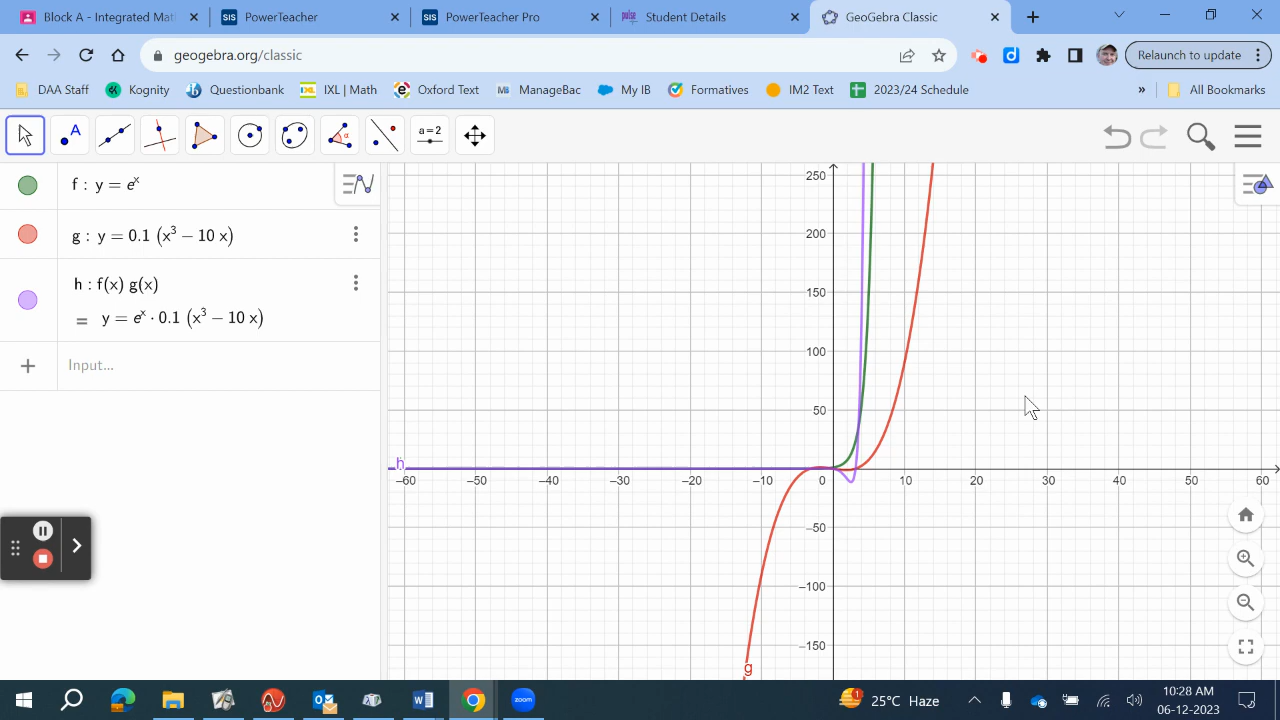 Block A - Integrated Mat
PowerTeacher
PowerTeacher Pro
Student Details
GeoGebra Classic
geogebra.org/classic
Relaunch to update
DAA Staff
Kognity
Questionbank
IXL | Math
Oxford Text
ManageBac
My IB
Formatives
IM2 Text
2023/24 Schedule
»
All Bookmarks
A
a=2
f : y = eˣ
g : y = 0.1 (x³ − 10 x)
h : f(x) g(x)
= y = eˣ · 0.1 (x³ − 10 x)
+ Input...
250
200
150
100
50
h
−60 −50 −40 −30 −20 −10 0 10 20 30 40 50 60
−50
−100
−150
g
25°C Haze
10:28 AM
06-12-2023